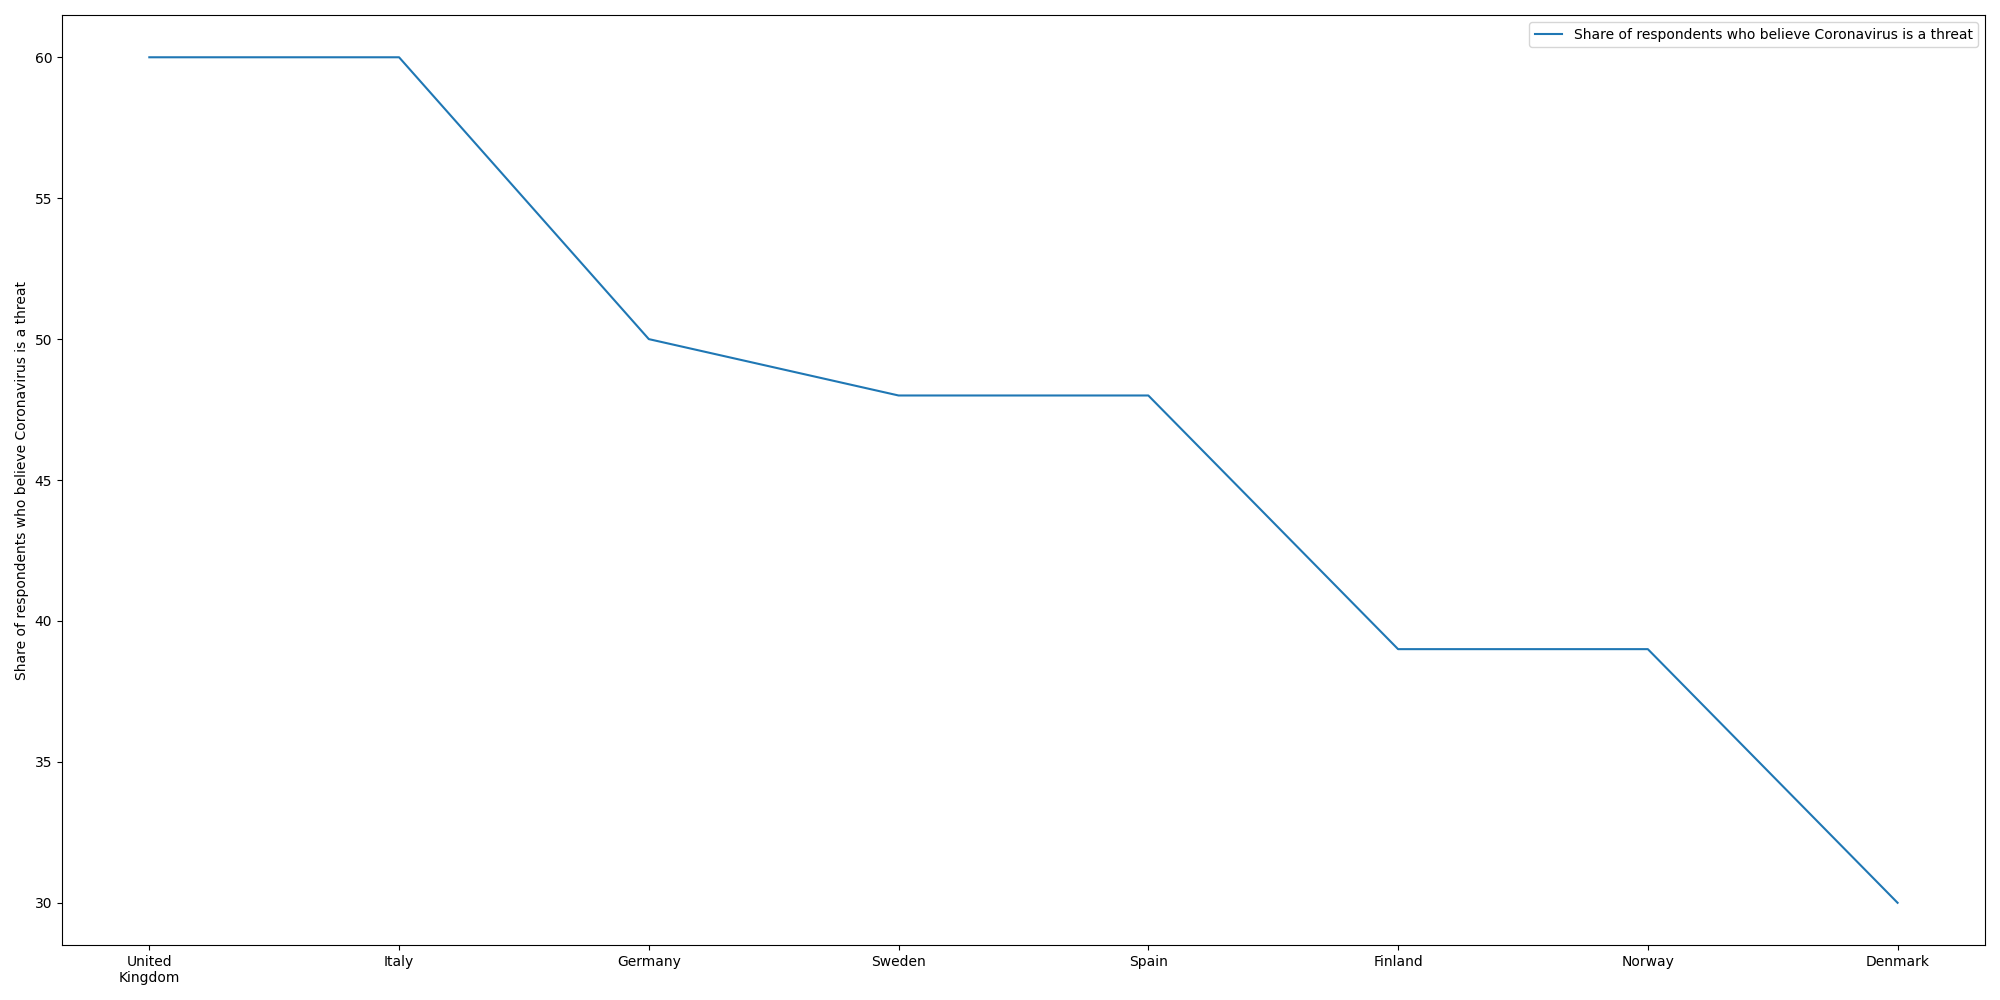 Share of respondents who believe Coronavirus is a threat
60
55
50
45
40
35
30
Share of respondents who believe Coronavirus is a threat
United
Kingdom
Italy
Germany
Sweden
Spain
Finland
Norway
Denmark